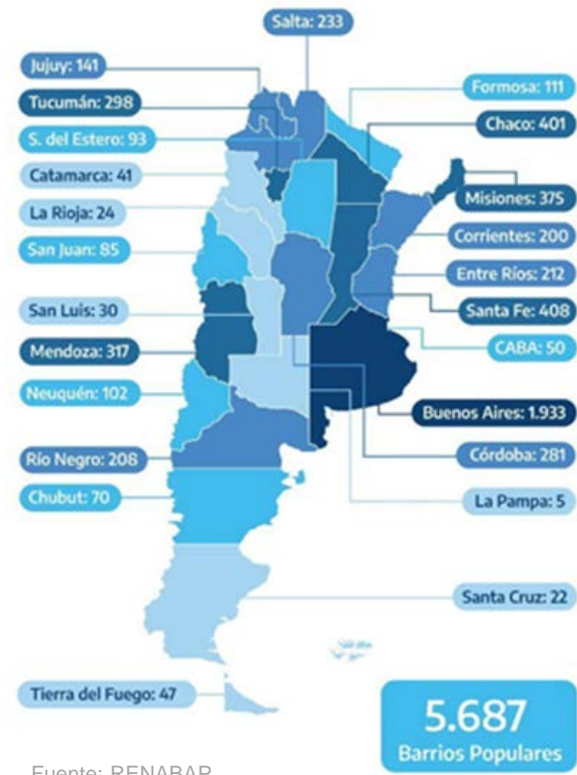 Salta: 233
Jujuy: 141
Tucumán: 298
S. del Estero: 93
Catamarca: 41
La Rioja: 24
San Juan: 85
San Luis: 30
Mendoza: 317
Neuquén: 102
Río Negro: 208
Chubut: 70
Tierra del Fuego: 47
Formosa: 111
Chaco: 401
Misiones: 375
Corrientes: 200
Entre Ríos: 212
Santa Fe: 408
CABA: 50
Buenos Aires: 1.933
Córdoba: 281
La Pampa: 5
Santa Cruz: 22
5.687
Barrios Populares
Fuente: RENABAP